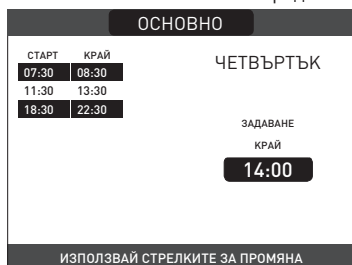 ОСНОВНО
СТАРТ КРАЙ
07:30 08:30
11:30 13:30
18:30 22:30
ЧЕТВЪРТЪК
ЗАДАВАНЕ
КРАЙ
14:00
ИЗПОЛЗВАЙ СТРЕЛКИТЕ ЗА ПРОМЯНА